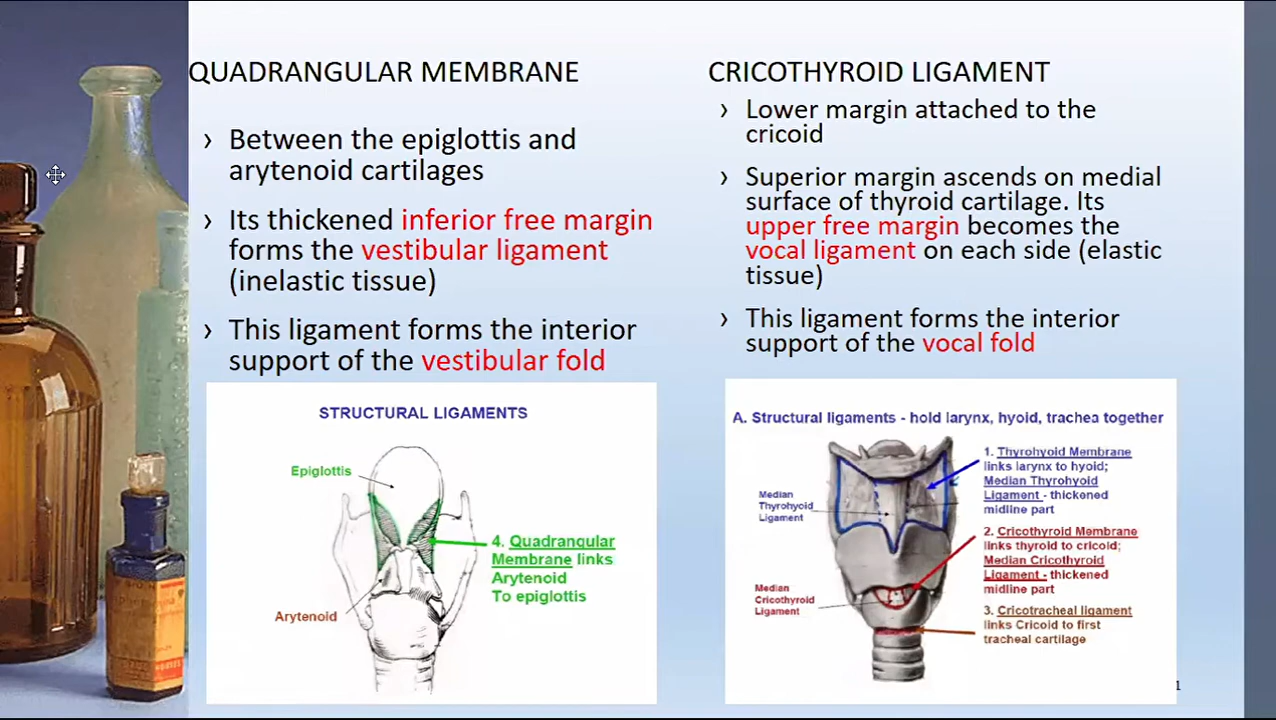 QUADRANGULAR MEMBRANE
› Between the epiglottis and
arytenoid cartilages
› Its thickened inferior free margin
forms the vestibular ligament
(inelastic tissue)
› This ligament forms the interior
support of the vestibular fold
STRUCTURAL LIGAMENTS
Epiglottis
4. Quadrangular
Membrane links
Arytenoid
To epiglottis
Arytenoid
CRICOTHYROID LIGAMENT
› Lower margin attached to the
cricoid
› Superior margin ascends on medial
surface of thyroid cartilage. Its
upper free margin becomes the
vocal ligament on each side (elastic
tissue)
› This ligament forms the interior
support of the vocal fold
A. Structural ligaments - hold larynx, hyoid, trachea together
Median
Thyrohyoid
Ligament
1. Thyrohyoid Membrane
links larynx to hyoid;
Median Thyrohyoid
Ligament - thickened
midline part
2. Cricothyroid Membrane
links thyroid to cricoid;
Median Cricothyroid
Ligament - thickened
midline part
Median
Cricothyroid
Ligament
3. Cricotracheal ligament
links Cricoid to first
tracheal cartilage
1